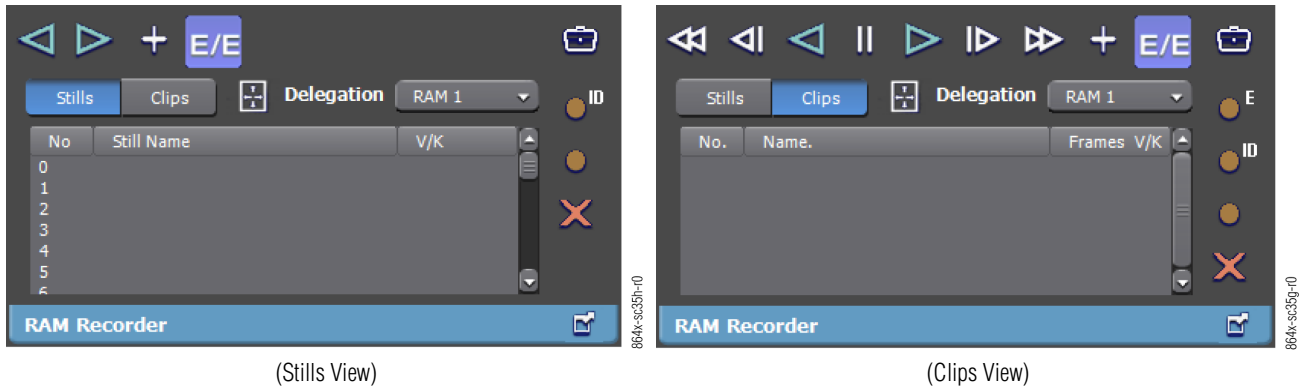 E/E
Stills Clips Delegation RAM 1 ID
No Still Name V/K
0
1
2
3
4
5
6
RAM Recorder
864x-sc35h-r0
(Stills View)
E/E
Stills Clips Delegation RAM 1 E
No. Name. Frames V/K ID
RAM Recorder
864x-sc35g-r0
(Clips View)